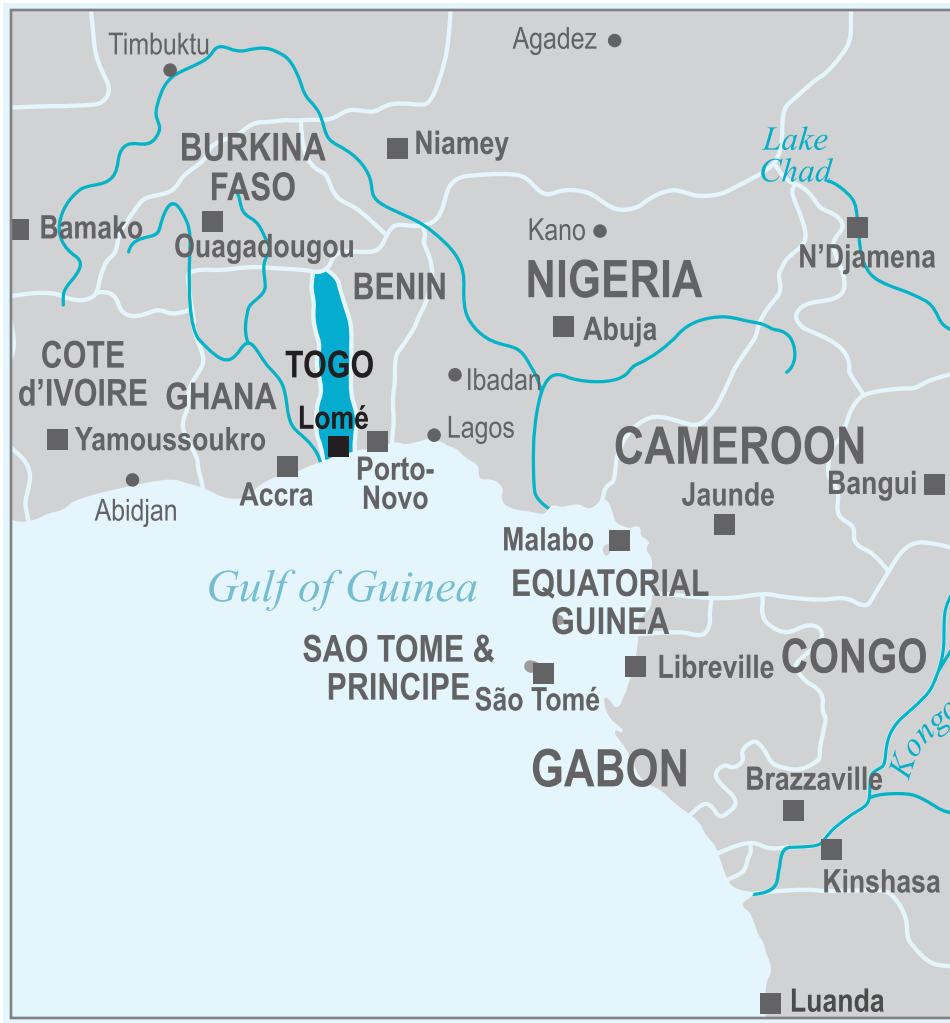 Timbuktu
Agadez
BURKINA
FASO
Niamey
Lake
Chad
Bamako
Ouagadougou
Kano
N'Djamena
BENIN
NIGERIA
Abuja
COTE
d'IVOIRE
TOGO
GHANA
Ibadan
Lomé
Lagos
Yamoussoukro
Porto-
Novo
CAMEROON
Accra
Abidjan
Jaunde
Bangui
Malabo
Gulf of Guinea
EQUATORIAL
GUINEA
SAO TOME &
PRINCIPE
São Tomé
Libreville
CONGO
Kongo
GABON
Brazzaville
Kinshasa
Luanda